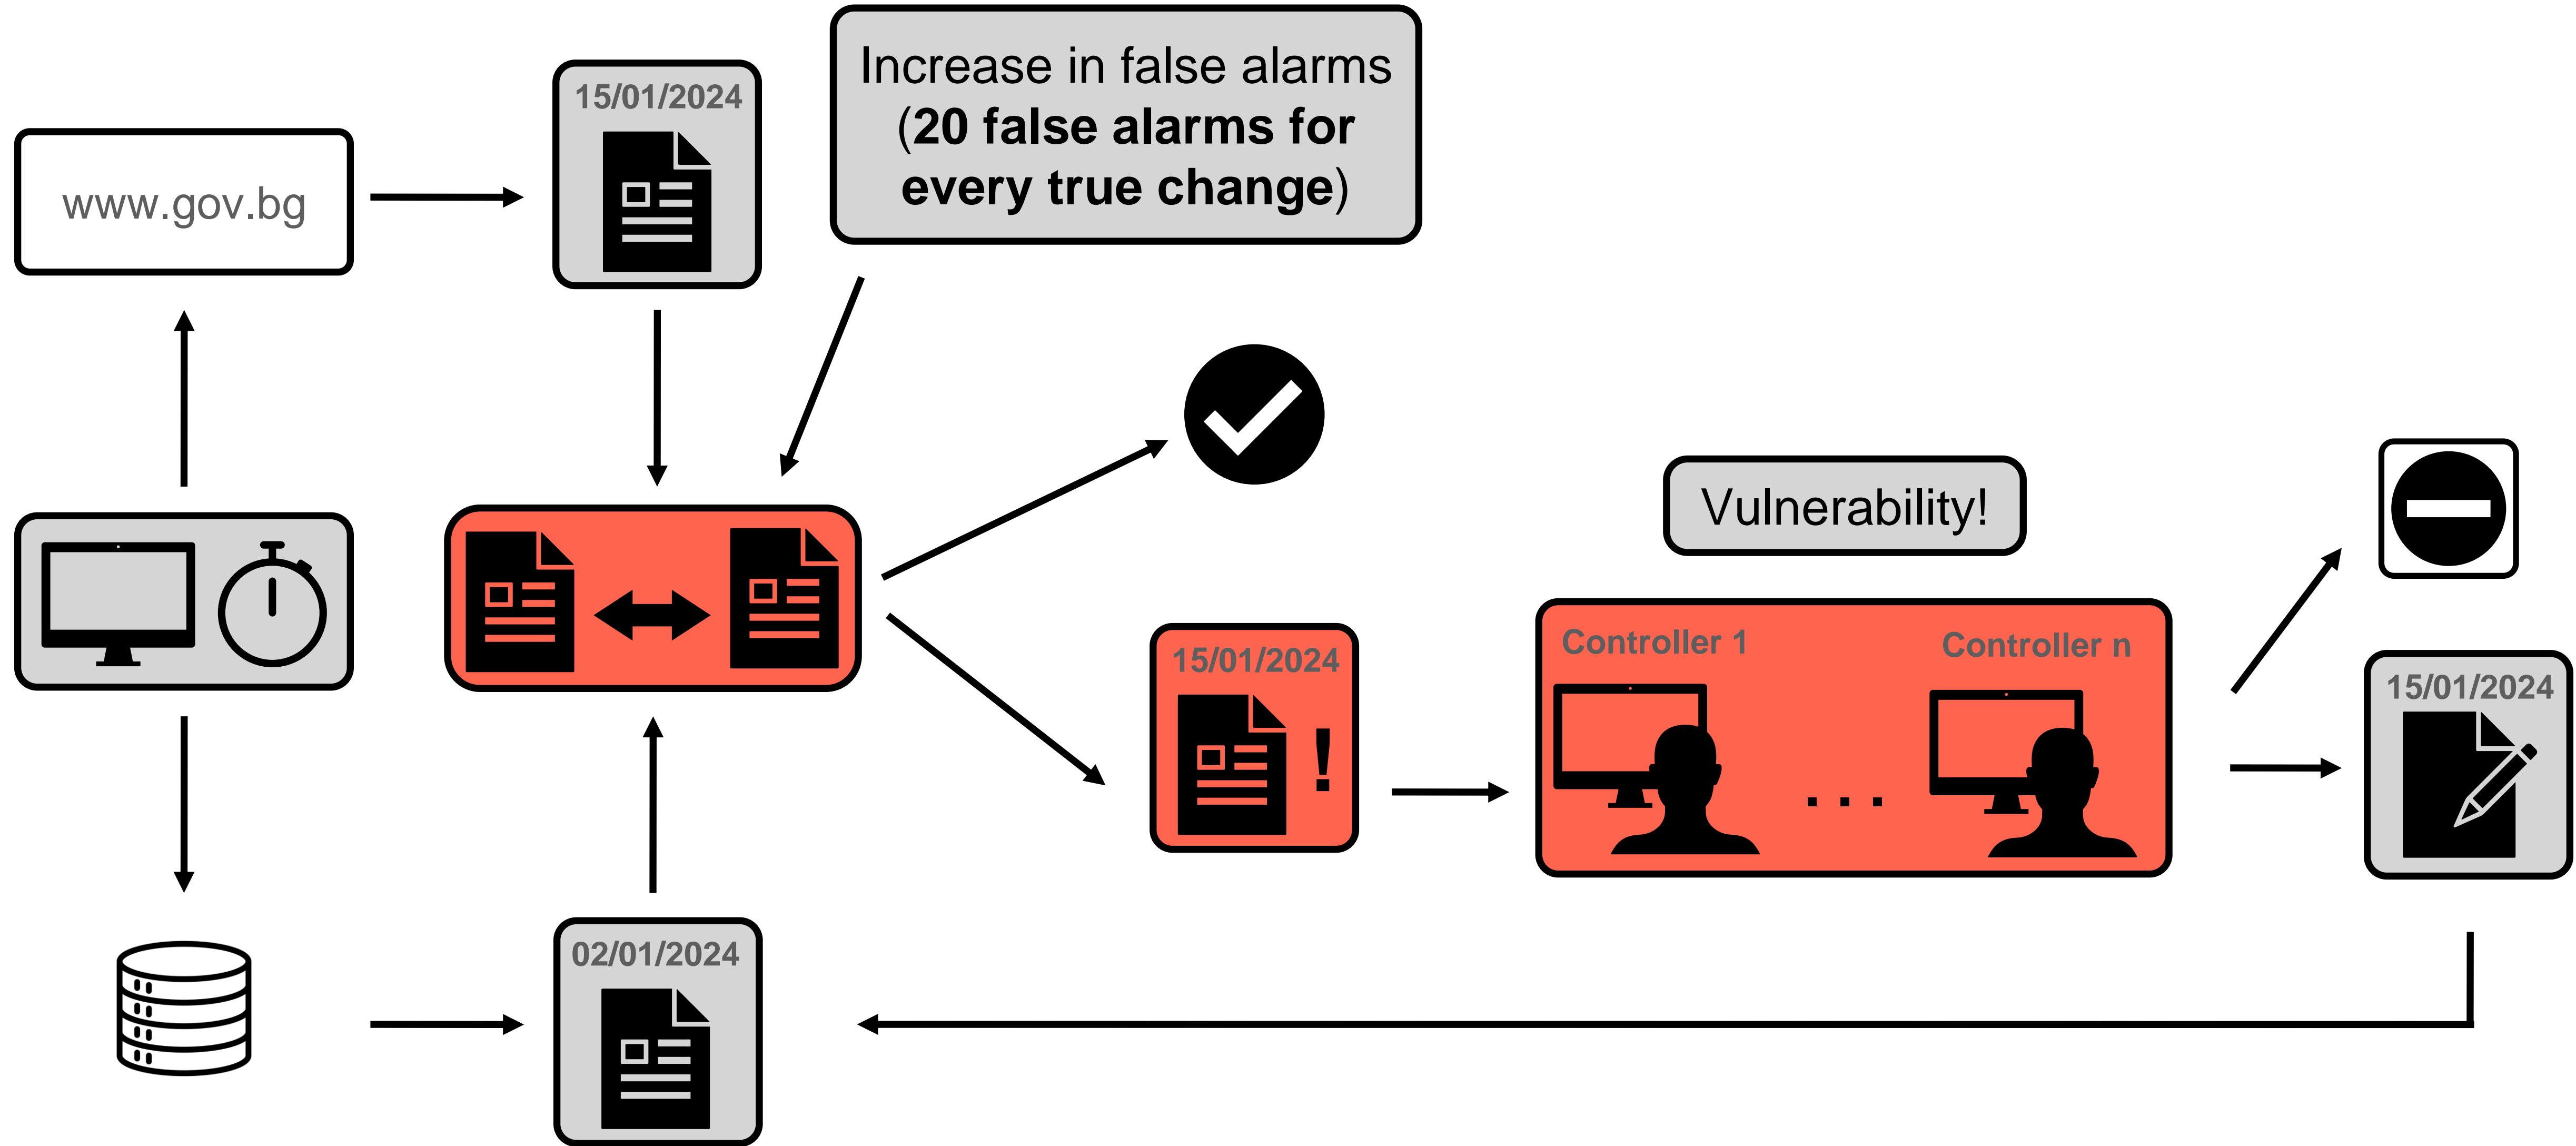 Increase in false alarms
(20 false alarms for
every true change)
15/01/2024
www.gov.bg
Vulnerability!
Controller 1
Controller n
...
15/01/2024
!
15/01/2024
02/01/2024